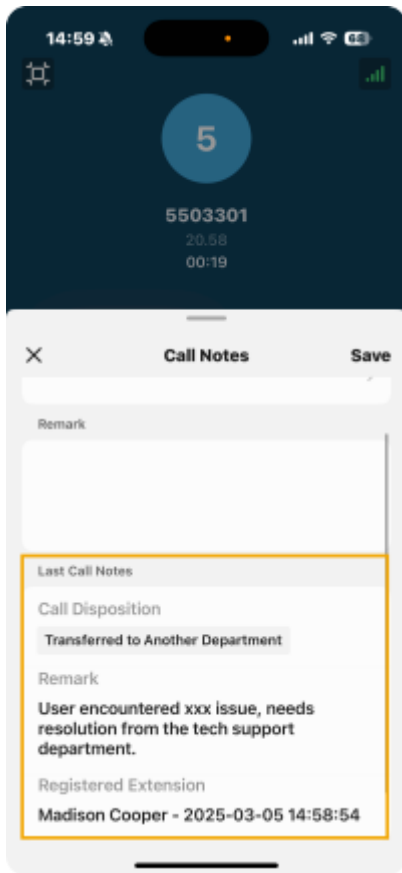 14:59
68
5
5503301
20.58
00:19
Call Notes
Save
Remark
Last Call Notes
Call Disposition
Transferred to Another Department
Remark
User encountered xxx issue, needs
resolution from the tech support
department.
Registered Extension
Madison Cooper - 2025-03-05 14:58:54